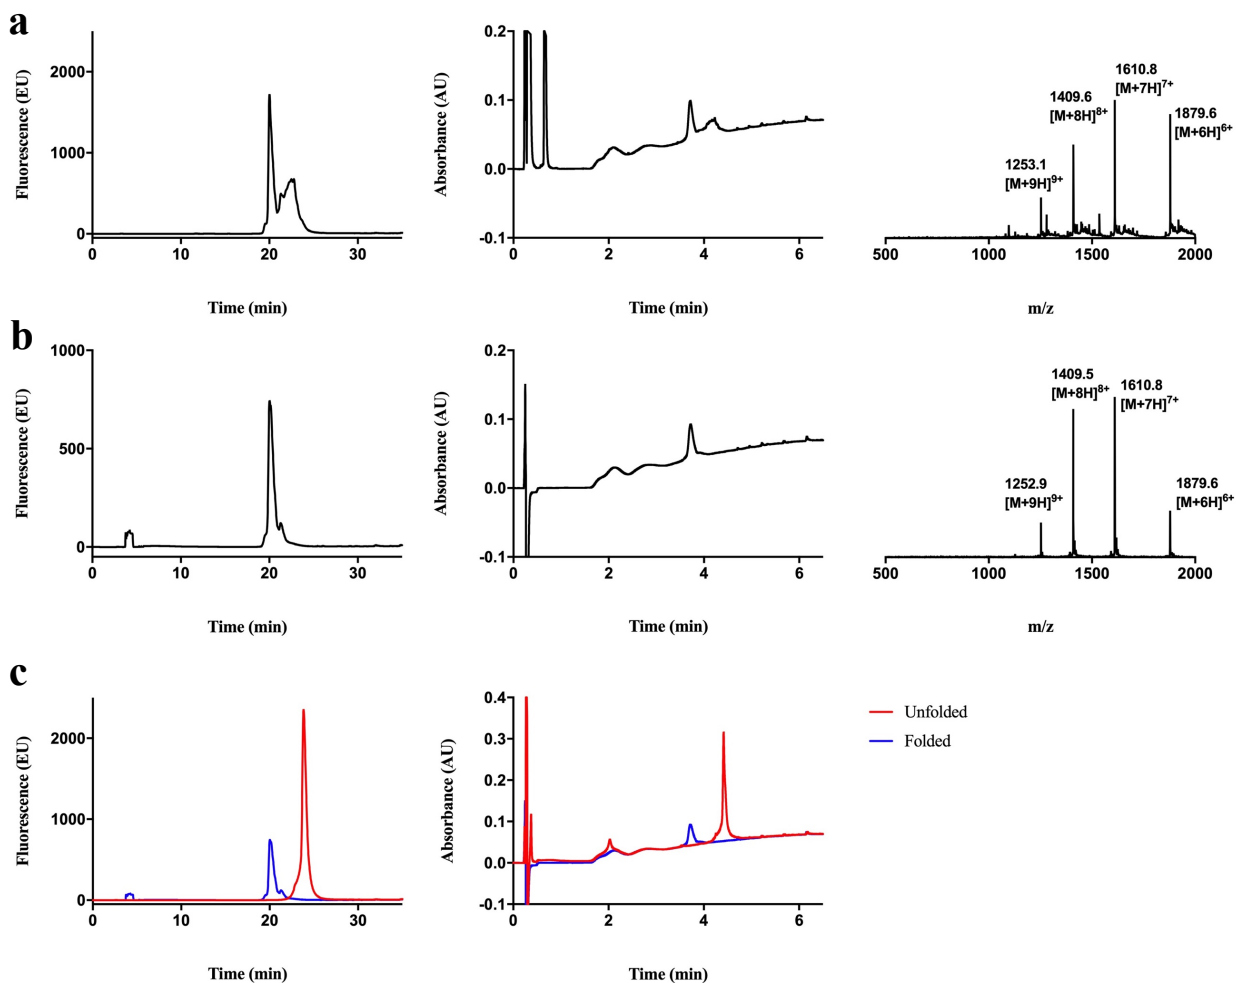 a
Fluorescence (EU)
2000
1000
0
0 10 20 30
Time (min)
Absorbance (AU)
0.2
0.1
0.0
-0.1
0 2 4 6
Time (min)
1253.1
[M+9H]9+
1409.6
[M+8H]8+
1610.8
[M+7H]7+
1879.6
[M+6H]6+
500 1000 1500 2000
m/z
b
Fluorescence (EU)
1000
500
0
0 10 20 30
Time (min)
Absorbance (AU)
0.2
0.1
0.0
-0.1
0 2 4 6
Time (min)
1252.9
[M+9H]9+
1409.5
[M+8H]8+
1610.8
[M+7H]7+
1879.6
[M+6H]6+
500 1000 1500 2000
m/z
c
Fluorescence (EU)
2000
1000
0
0 10 20 30
Time (min)
Absorbance (AU)
0.4
0.3
0.2
0.1
0.0
-0.1
0 2 4 6
Time (min)
Unfolded
Folded